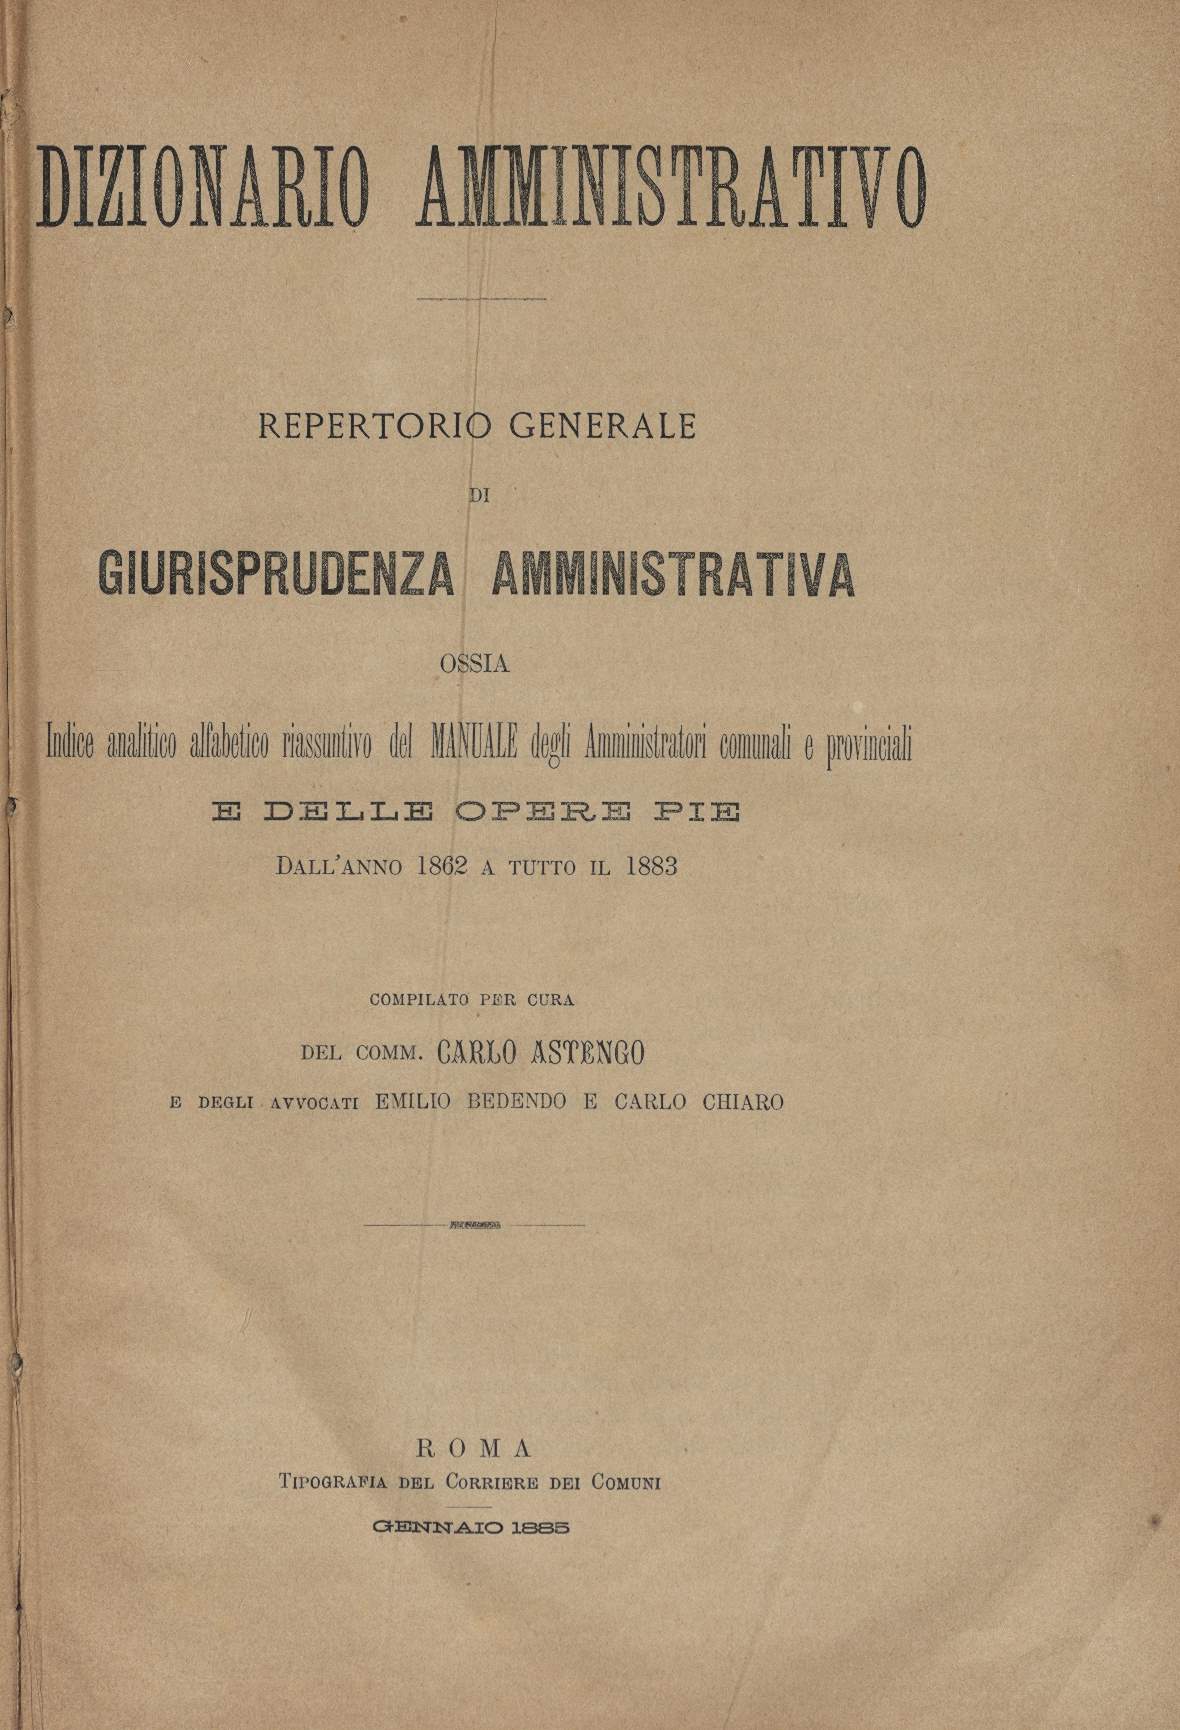 DIZIONARIO AMMINISTRATIVO
REPERTORIO GENERALE
DI
GIURISPRUDENZA AMMINISTRATIVA
OSSIA
Indice analitico alfabetico riassuntivo del MANUALE degli Amministratori comunali e provinciali
E DELLE OPERE PIE
DALL'ANNO 1862 A TUTTO IL 1883
COMPILATO PER CURA
DEL COMM. CARLO ASTENGO
E DEGLI AVVOCATI EMILIO BEDENDO E CARLO CHIARO
ROMA
TIPOGRAFIA DEL CORRIERE DEI COMUNI
GENNAIO 1885